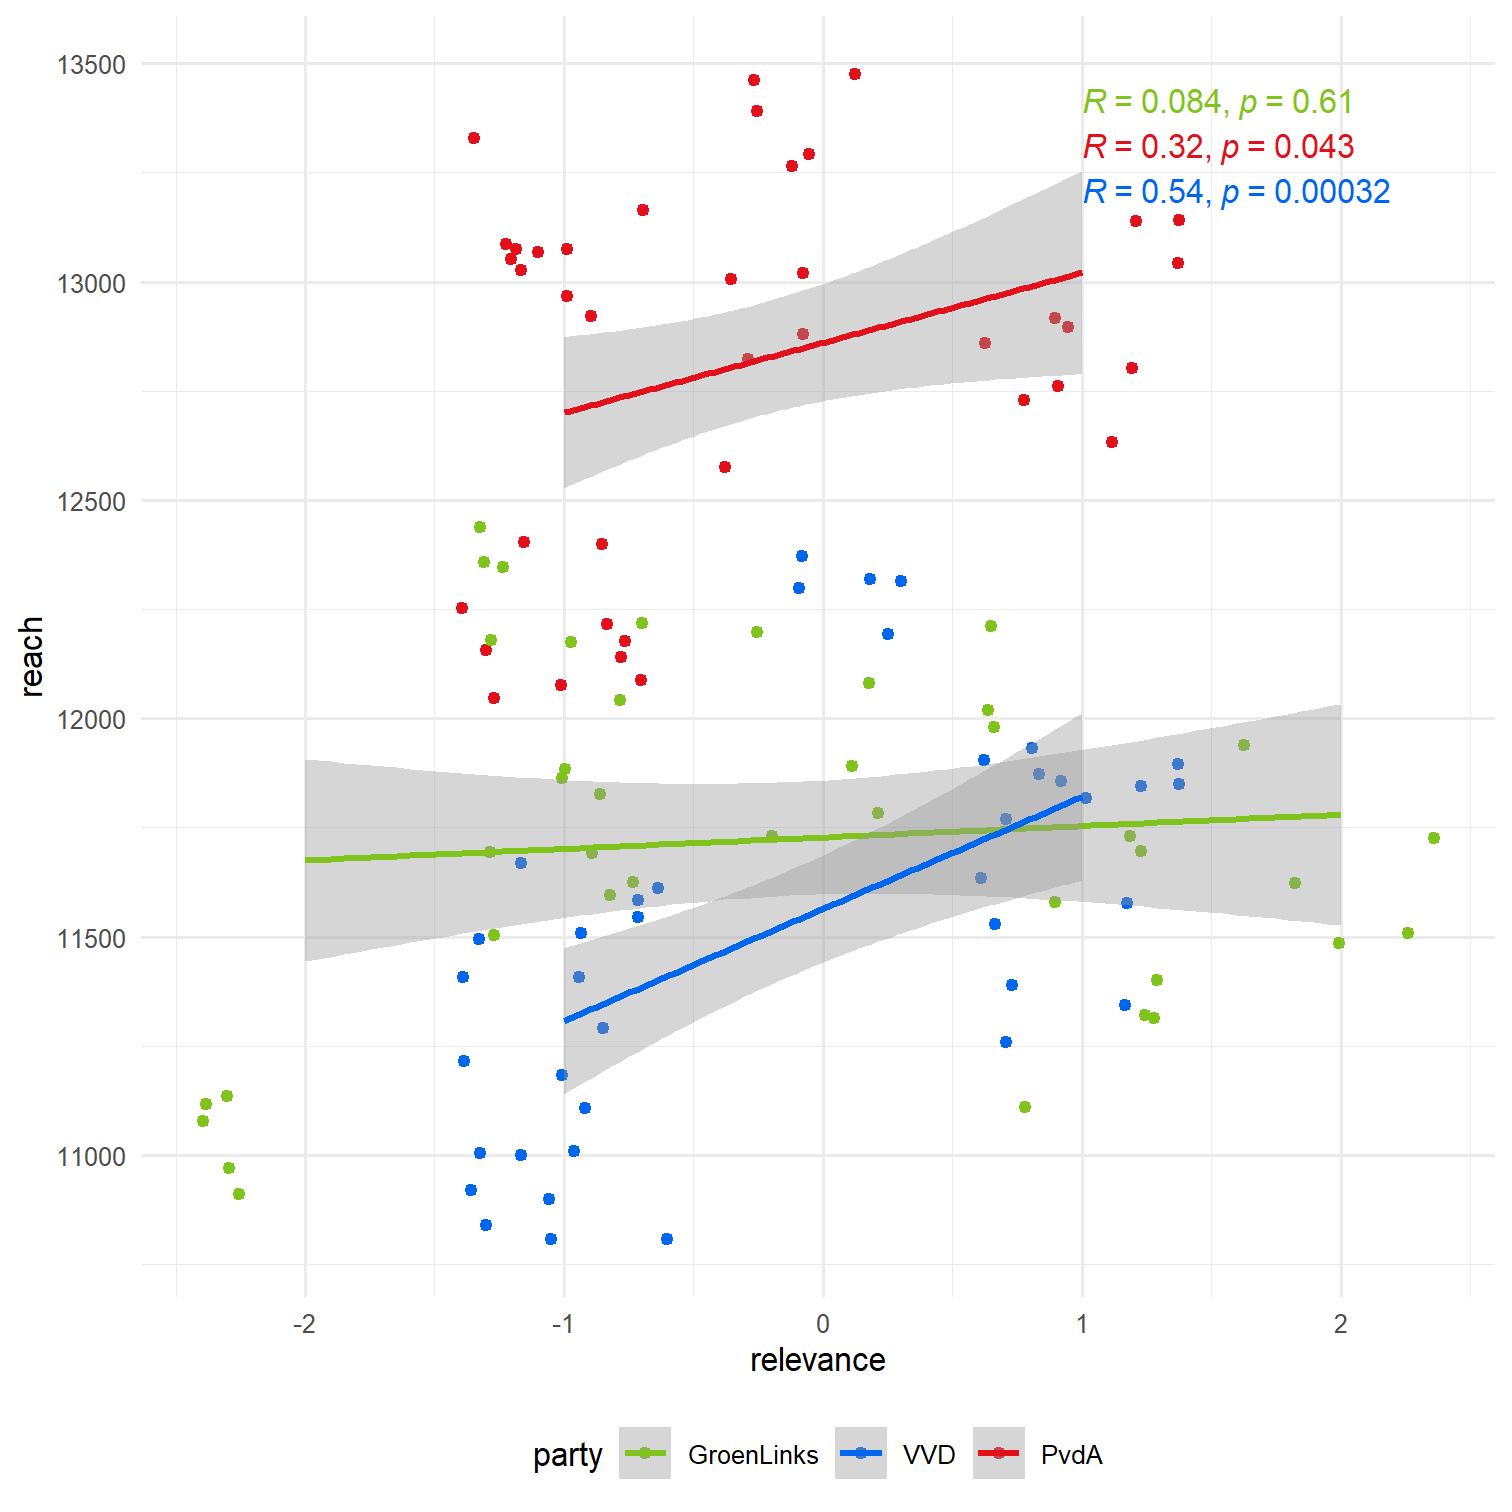 13500
R = 0.084, p = 0.61
R = 0.32, p = 0.043
R = 0.54, p = 0.00032
13000
12500
reach
12000
11500
11000
-2 -1 0 1 2
relevance
party GroenLinks VVD PvdA